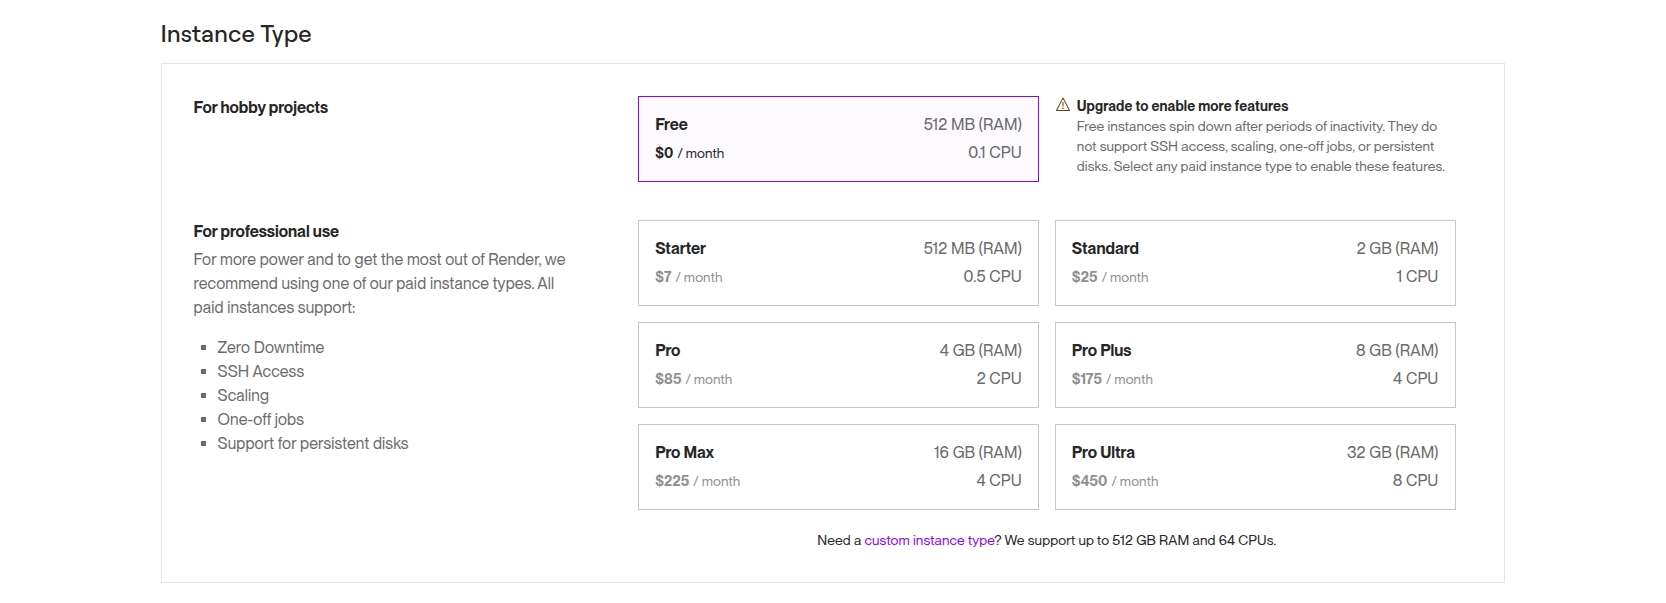 Instance Type
For hobby projects
Free
512 MB (RAM)
$0 / month
0.1 CPU
Upgrade to enable more features
Free instances spin down after periods of inactivity. They do
not support SSH access, scaling, one-off jobs, or persistent
disks. Select any paid instance type to enable these features.
For professional use
For more power and to get the most out of Render, we
recommend using one of our paid instance types. All
paid instances support:
Zero Downtime
SSH Access
Scaling
One-off jobs
Support for persistent disks
Starter
512 MB (RAM)
$7 / month
0.5 CPU
Standard
2 GB (RAM)
$25 / month
1 CPU
Pro
4 GB (RAM)
$85 / month
2 CPU
Pro Plus
8 GB (RAM)
$175 / month
4 CPU
Pro Max
16 GB (RAM)
$225 / month
4 CPU
Pro Ultra
32 GB (RAM)
$450 / month
8 CPU
Need a custom instance type? We support up to 512 GB RAM and 64 CPUs.